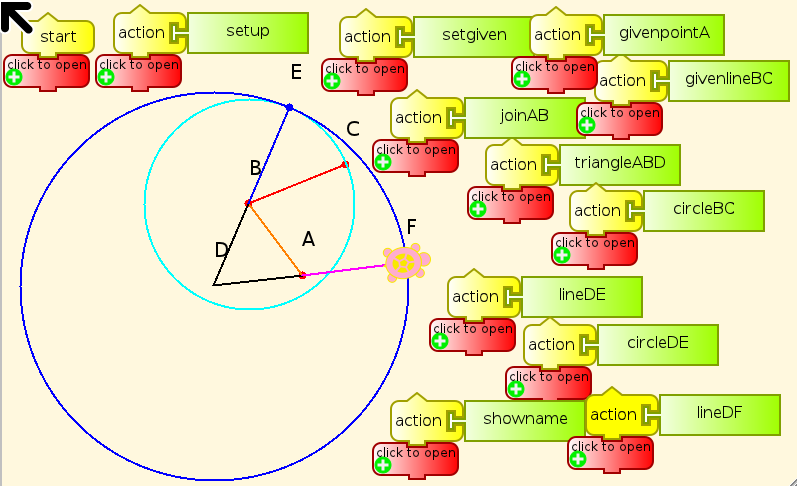 start
click to open
action setup
click to open
action setgiven
click to open
action givenpointA
click to open
action givenlineBC
click to open
action joinAB
click to open
action triangleABD
click to open
action circleBC
click to open
action lineDE
click to open
action circleDE
click to open
action showname
click to open
action lineDF
click to open
E
C
B
A
F
D